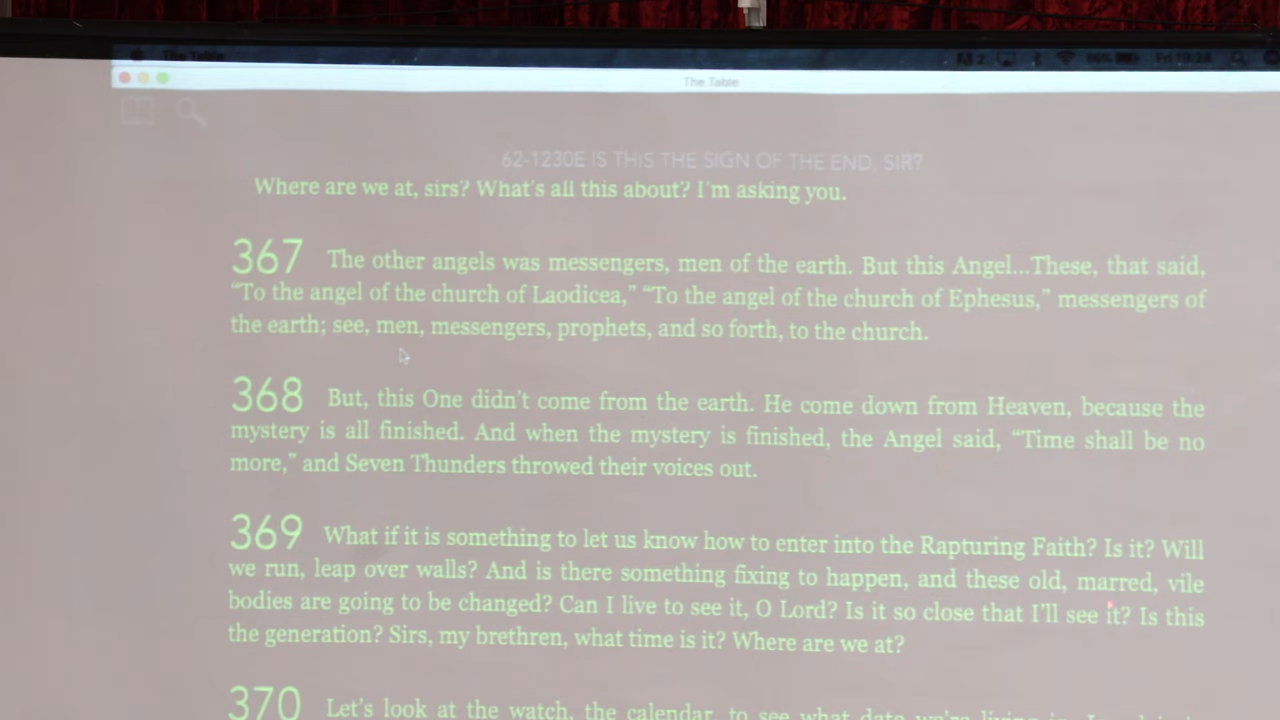 The Table
The Table
62-1230E IS THIS THE SIGN OF THE END, SIR?
Where are we at, sirs? What's all this about? I'm asking you.
367 The other angels was messengers, men of the earth. But this Angel...These, that said,
“To the angel of the church of Laodicea,” “To the angel of the church of Ephesus,” messengers of
the earth; see, men, messengers, prophets, and so forth, to the church.
368 But, this One didn't come from the earth. He come down from Heaven, because the
mystery is all finished. And when the mystery is finished, the Angel said, “Time shall be no
more,” and Seven Thunders throwed their voices out.
369 What if it is something to let us know how to enter into the Rapturing Faith? Is it? Will
we run, leap over walls? And is there something fixing to happen, and these old, marred, vile
bodies are going to be changed? Can I live to see it, O Lord? Is it so close that I'll see it? Is this
the generation? Sirs, my brethren, what time is it? Where are we at?
370 Let's look at the watch, the calendar, to see what date we're living in.